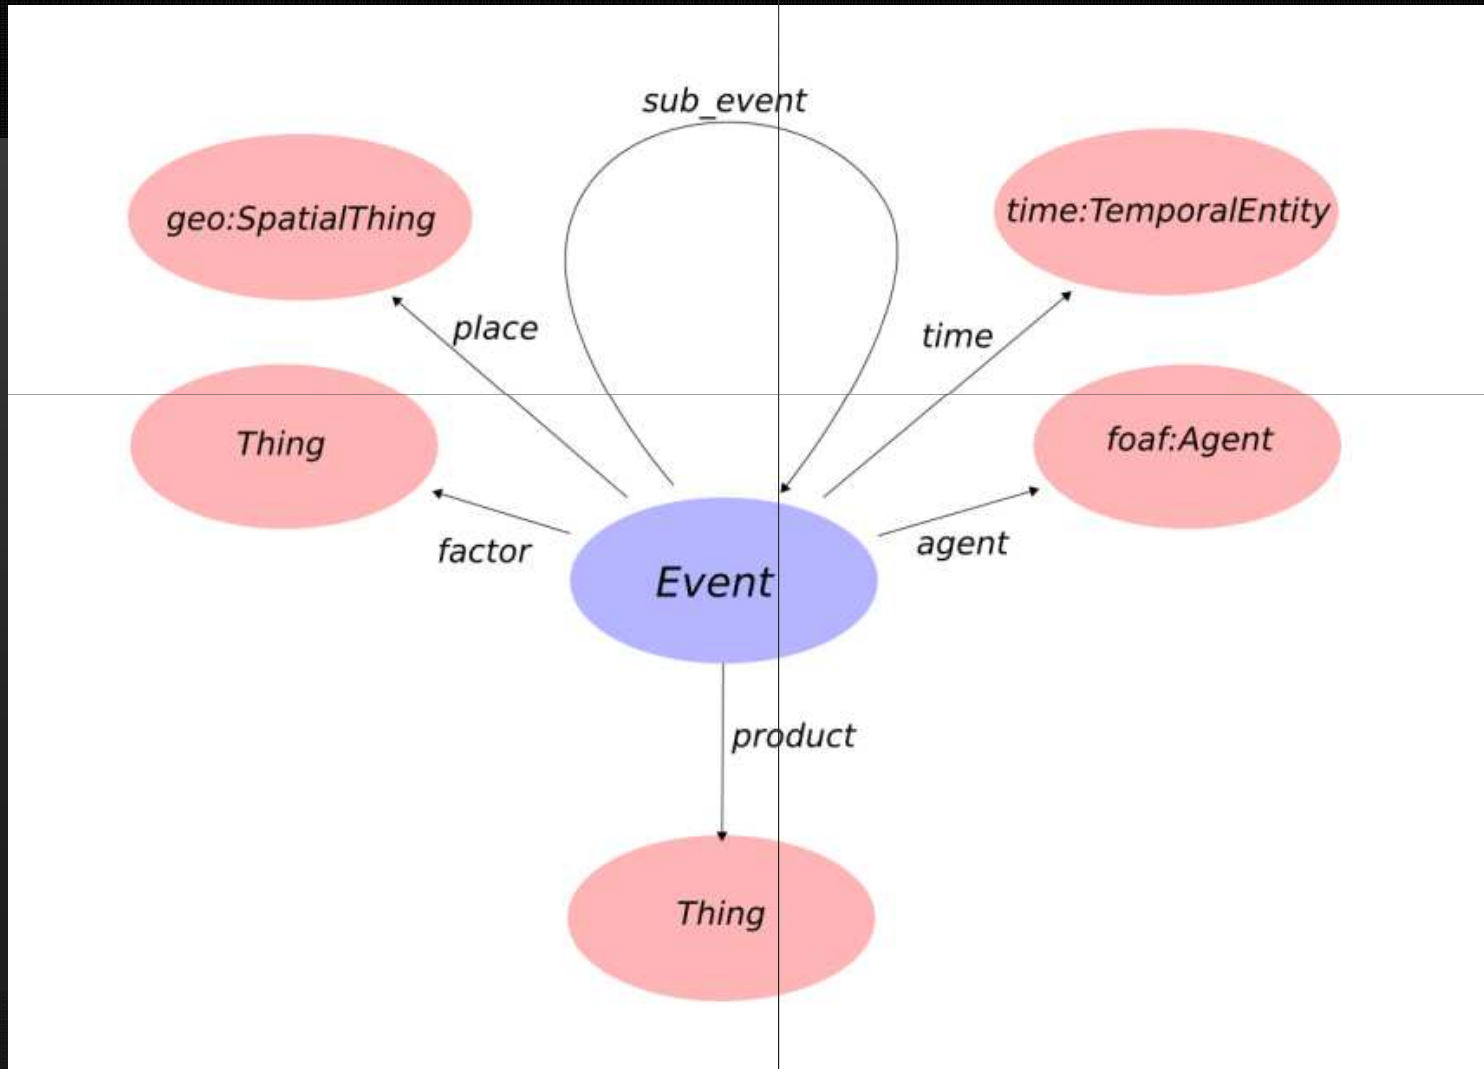 sub_event
geo:SpatialThing
time:TemporalEntity
place
time
Thing
foaf:Agent
factor
agent
Event
product
Thing